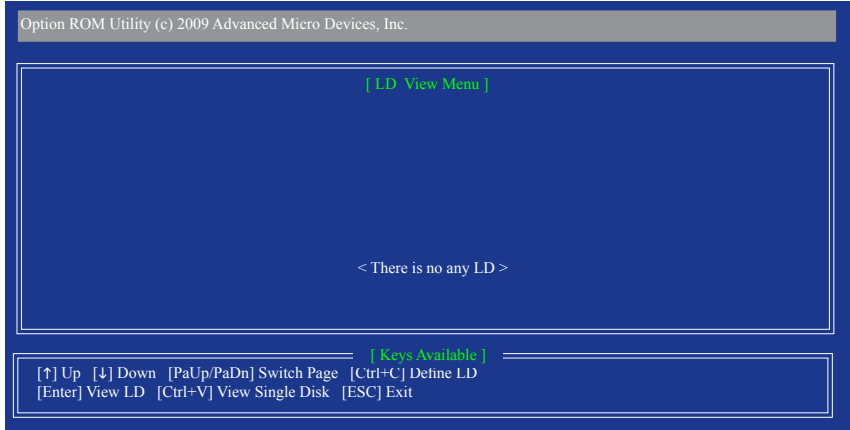 Option ROM Utility (c) 2009 Advanced Micro Devices, Inc.
[ LD View Menu ]
< There is no any LD >
[ Keys Available ]
[↑] Up [↓] Down [PaUp/PaDn] Switch Page [Ctrl+C] Define LD
[Enter] View LD [Ctrl+V] View Single Disk [ESC] Exit